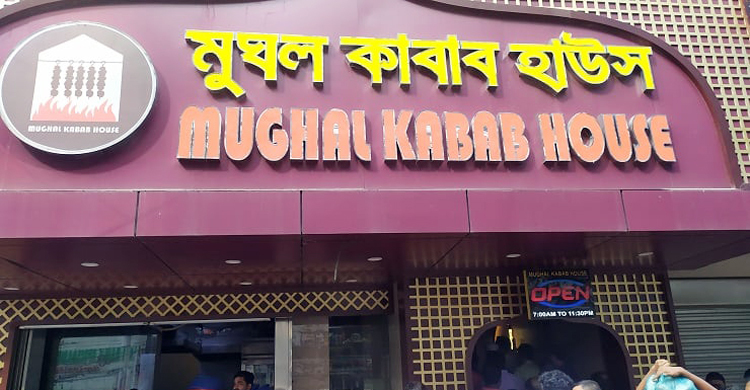 মুঘল কাবাব হাউস
MUGHAL KABAB HOUSE
MUGHAL KABAB HOUSE
MUGHAL KABAB HOUSE
OPEN
7:00AM TO 11:30PM